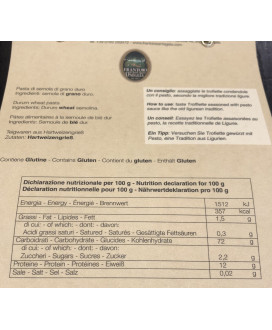 Pasta di semola di grano duro
Ingredienti: semola di grano duro
Durum wheat pasta
Ingredients: Durum wheat semolina
Pâtes alimentaires à la semoule de blé dur
Ingrédients: Semoule de blé dur
Teigwaren aus Hartweizengrieß
Zutaten: Hartweizengrieß
Un consiglio: assaggiate le trofiette condendole
con il pesto, secondo la migliore tradizione ligure
How to use: taste Trofiette seasoned with pesto
sauce like the old ligurian tradition.
Un conseil: assaisonnez les Trofiette au pesto,
la recette traditionnelle de Ligurie.
Ein Tipp: Versuchen Sie Trofiette gewürzt mit
Pesto, eine Tradition aus Ligurien.
Contiene Glutine - Contains Gluten - Contient du gluten - Enthält Gluten
Dichiarazione nutrizionale per 100 g - Nutrition declaration for 100 g
Déclaration nutritionnelle pour 100 g - Nährwertdeklaration pro 100 g
Energia - Energy - Énergie - Brennwert 1512 kJ
357 kcal
Grassi - Fat - Lipides - Fett 1,5 g
di cui: - of which: - dont: - davon:
Acidi grassi saturi - Satured - Saturés - Gesättigte Fettsäuren 0,3 g
Carboidrati - Carbohydrate - Glucides - Kohlenhydrate 72 g
di cui: - of which: - dont: - davon:
Zuccheri - Sugars - Sucres - Zucker 2,2 g
Proteine - Protein - Protéines - Eiweiß 12 g
Sale - Salt - Sel - Salz 0,02 g